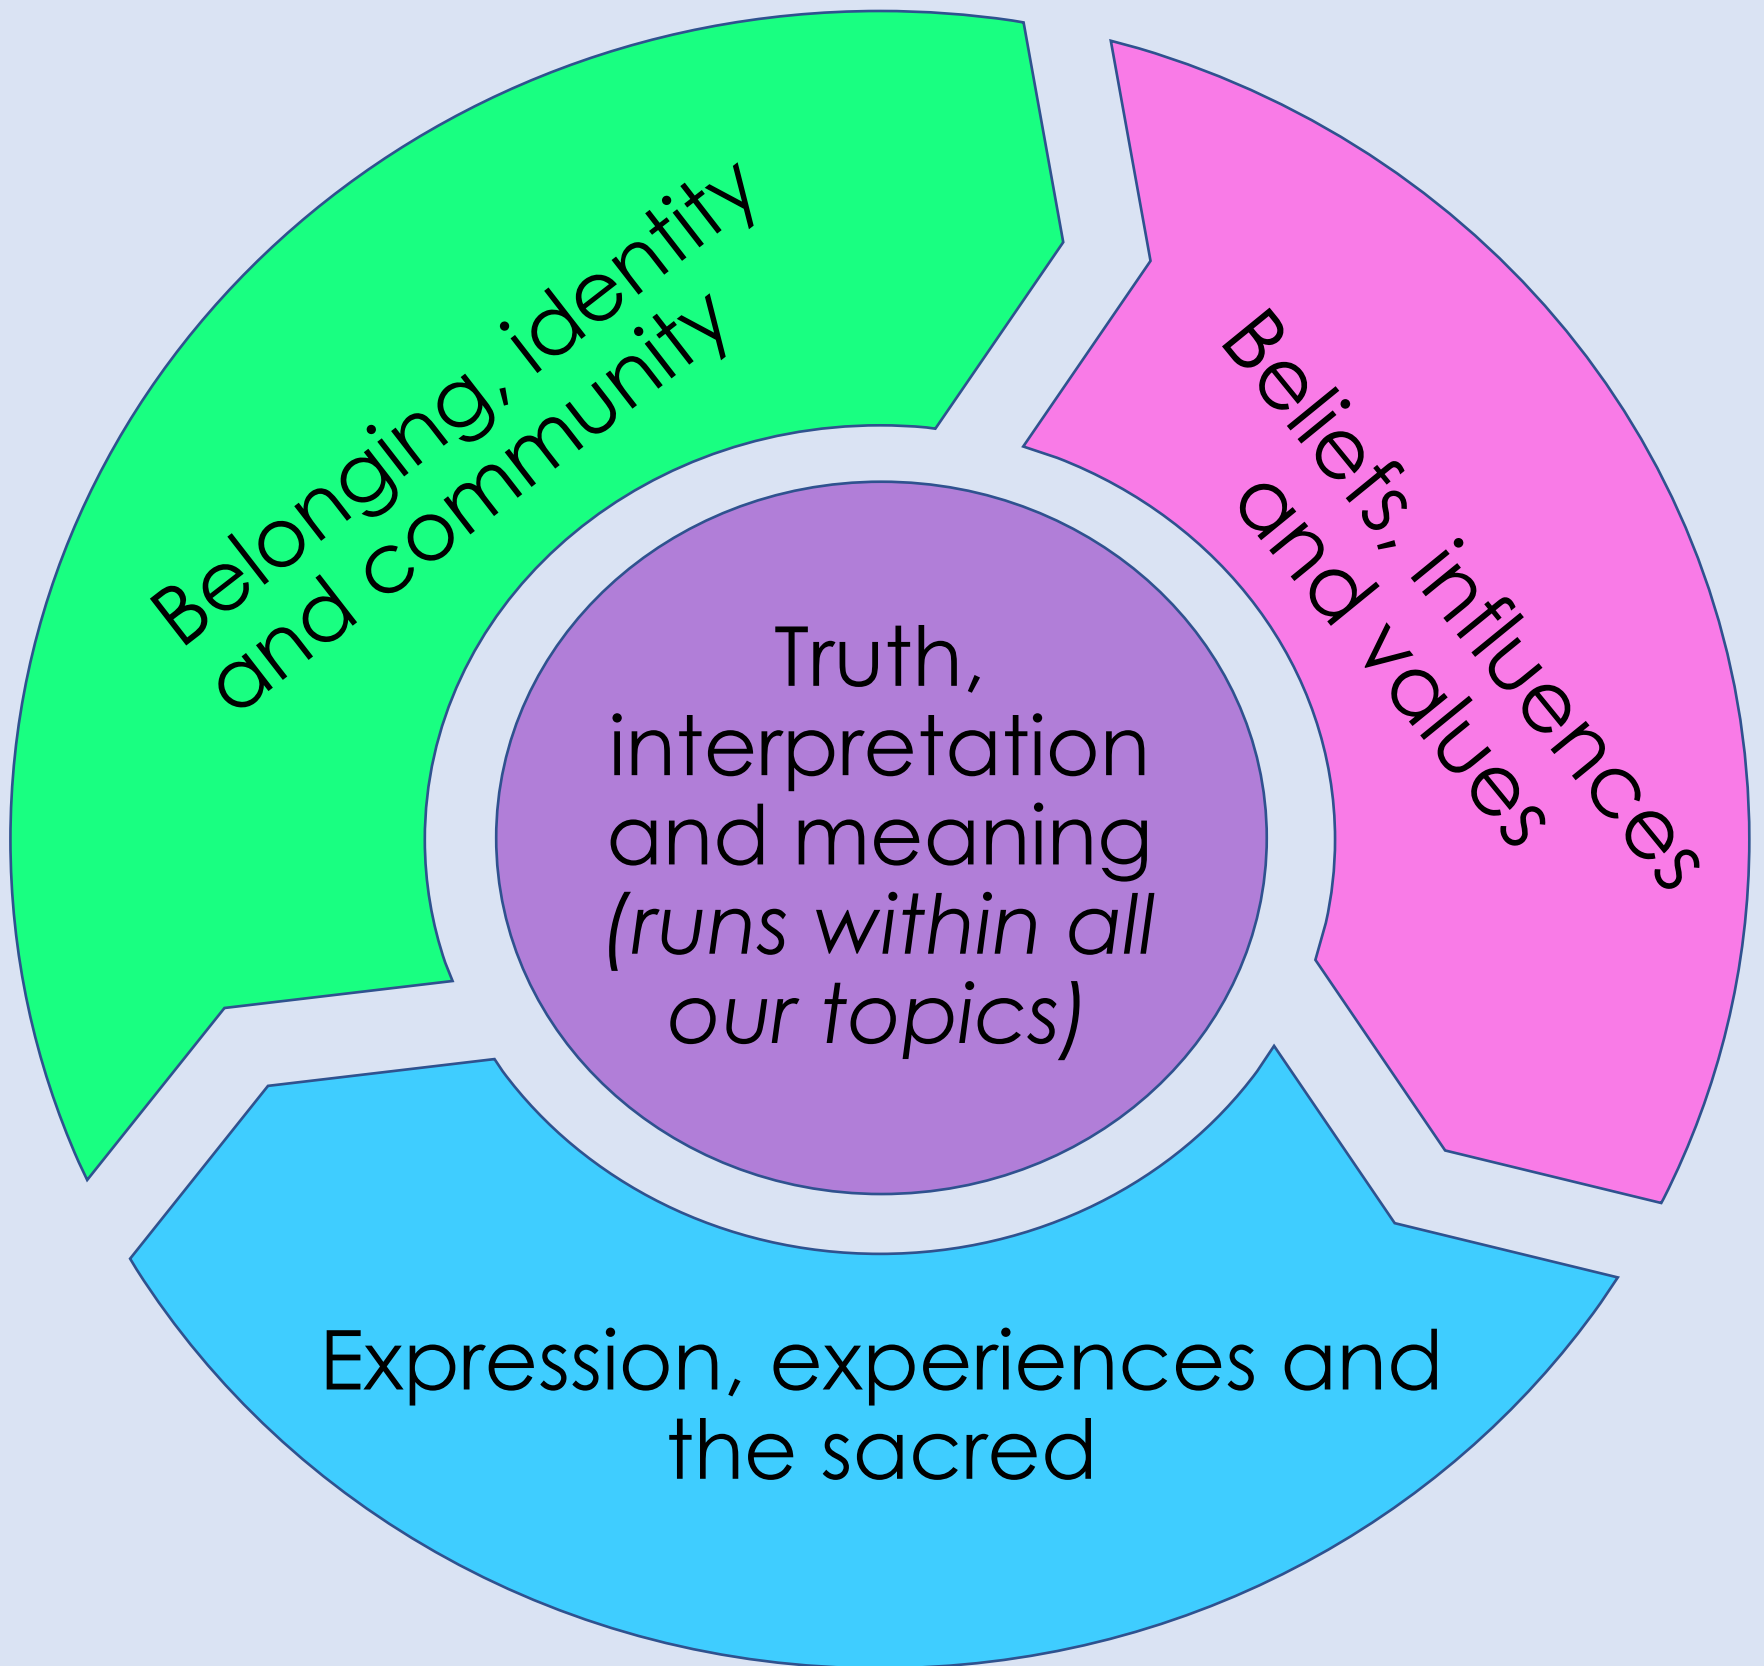 Belonging, identity
and community
Beliefs, influences
and values
Truth,
interpretation
and meaning
(runs within all
our topics)
Expression, experiences and
the sacred